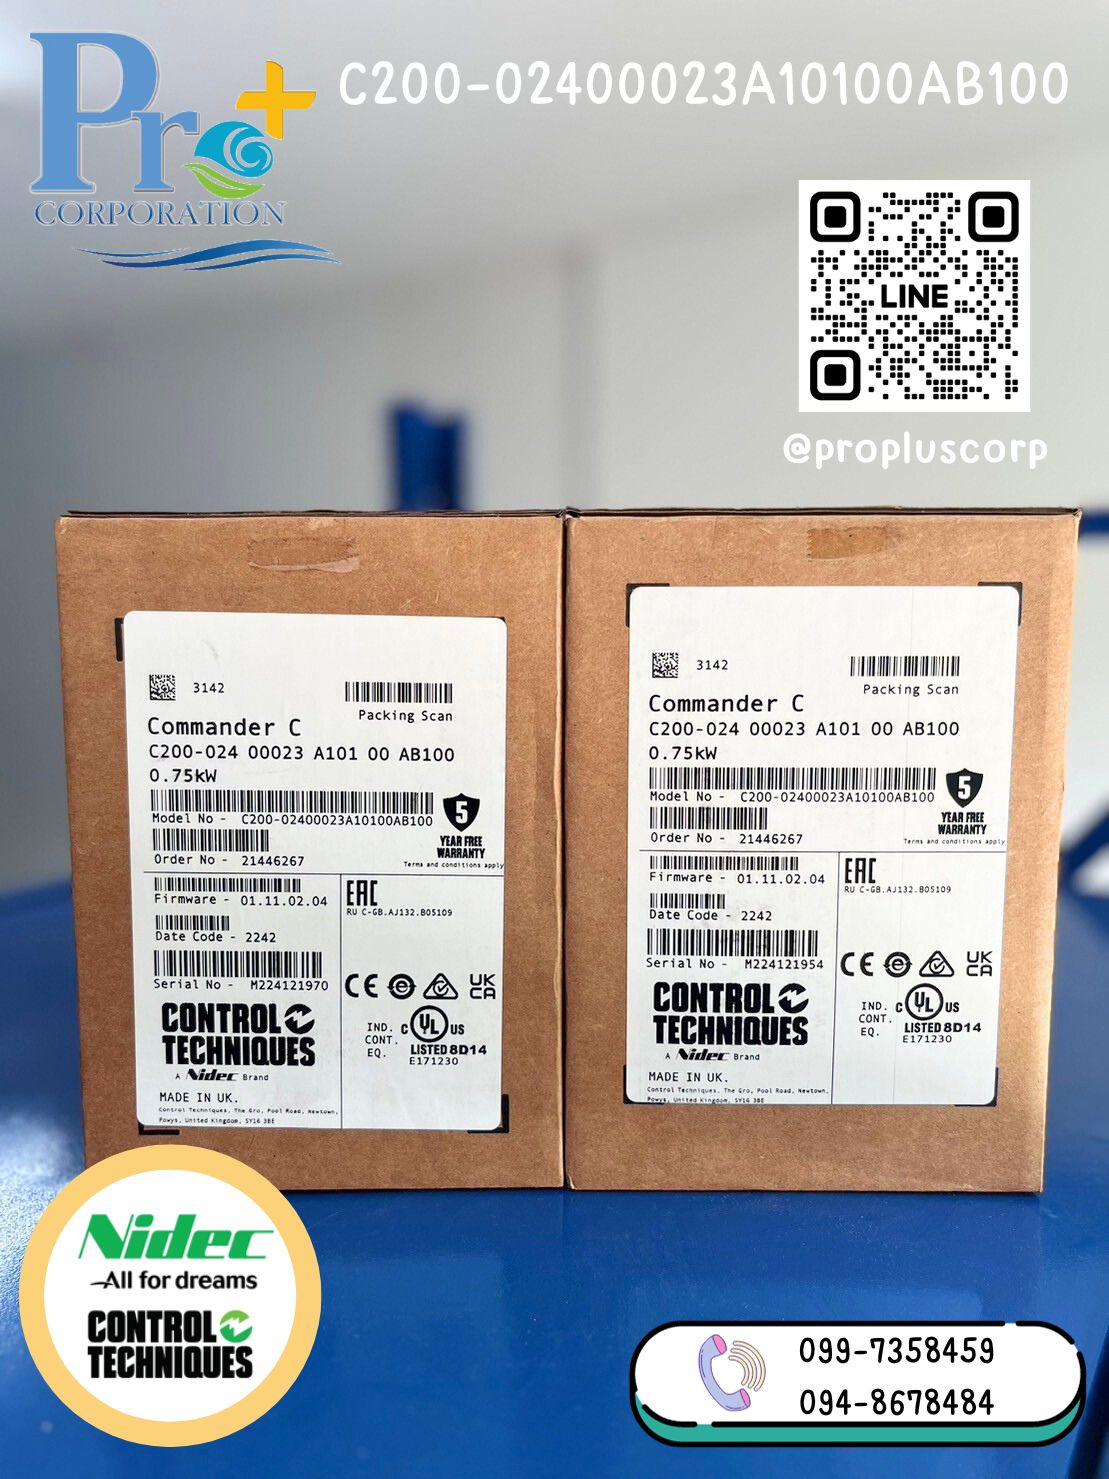 Pro+
CORPORATION
C200-02400023A10100AB100
LINE
@propluscorp
3142
Packing Scan
Commander C
C200-024 00023 A101 00 AB100
0.75kW
Model No - C200-02400023A10100AB100
Order No - 21446267
5
YEAR FREE
WARRANTY
Terms and conditions apply
Firmware - 01.11.02.04
Date Code - 2242
Serial No - M224121970
EAC
RU C-GB.AJ132.B05109
CE
UK
CA
CONTROL
TECHNIQUES
A Nidec Brand
IND.
CONT.
EQ.
C UL US
LISTED 8D14
E171230
MADE IN UK.
Control Techniques, The Gro, Pool Road, Newtown,
Powys, United Kingdom, SY16 3BE
3142
Packing Scan
Commander C
C200-024 00023 A101 00 AB100
0.75kW
Model No - C200-02400023A10100AB100
Order No - 21446267
5
YEAR FREE
WARRANTY
Terms and conditions apply
Firmware - 01.11.02.04
Date Code - 2242
Serial No - M224121954
EAC
RU C-GB.AJ132.B05109
CE
UK
CA
CONTROL
TECHNIQUES
A Nidec Brand
IND.
CONT.
EQ.
C UL US
LISTED 8D14
E171230
MADE IN UK.
Control Techniques, The Gro, Pool Road, Newtown,
Powys, United Kingdom, SY16 3BE
Nidec
All for dreams
CONTROL
TECHNIQUES
099-7358459
094-8678484